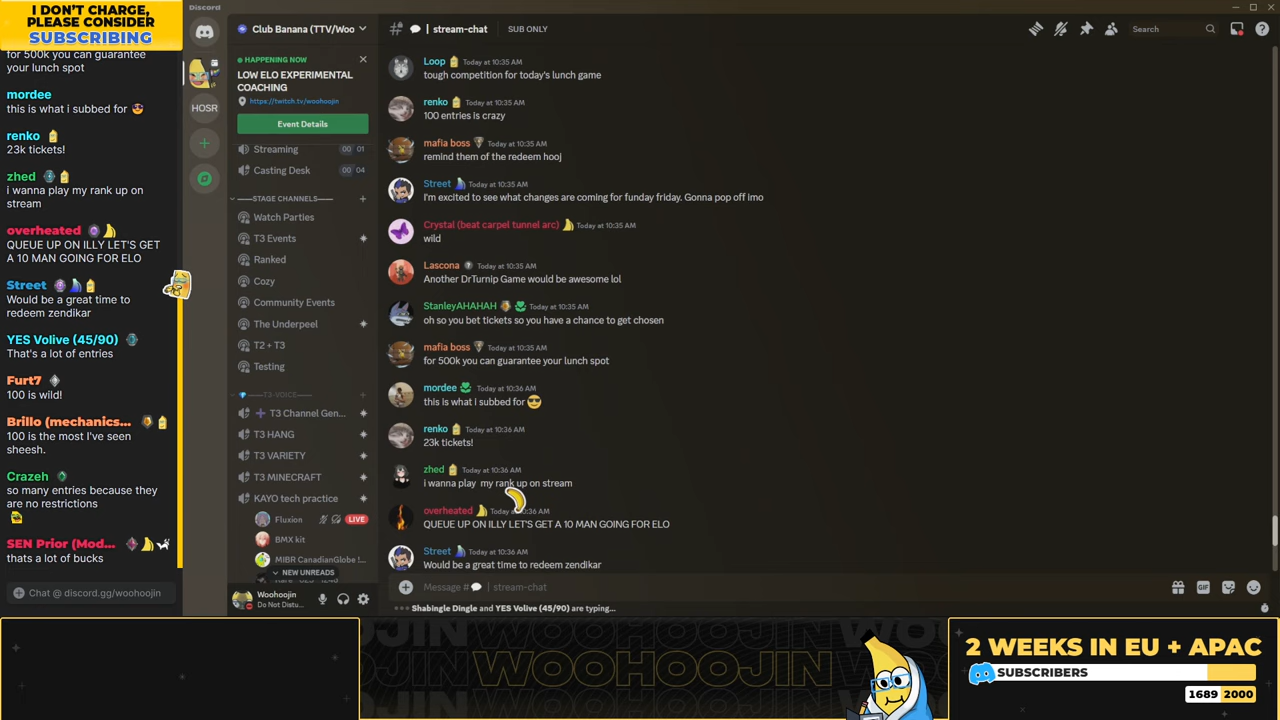 I DON'T CHARGE,
PLEASE CONSIDER
SUBSCRIBING
for 500k you can guarantee
your lunch spot
mordee
this is what i subbed for 😎
renko
23k tickets!
zhed
i wanna play my rank up on
stream
overheated
QUEUE UP ON ILLY LET'S GET
A 10 MAN GOING FOR ELO
Street
Would be a great time to
redeem zendikar
YES Volive (45/90)
That's a lot of entries
Furt7
100 is wild!
Brillo (mechanics...
100 is the most I've seen
sheesh.
Crazeh
so many entries because they
are no restrictions
SEN Prior (Mod...
thats a lot of bucks
Chat @ discord.gg/woohoojin
Discord
HOSR
Club Banana (TTV/Woo
HAPPENING NOW
LOW ELO EXPERIMENTAL
COACHING
https://twitch.tv/woohoojin
Event Details
Streaming 00 01
Casting Desk 00 04
STAGE CHANNELS
Watch Parties
T3 Events
Ranked
Cozy
Community Events
The Underpeel
T2 + T3
Testing
T3-VOICE
T3 Channel Gen...
T3 HANG
T3 VARIETY
T3 MINECRAFT
KAYO tech practice
Fluxion LIVE
BMX kit
MIBR CanadianGlobe !...
NEW UNREADS
Woohoojin
Do Not Distu...
stream-chat SUB ONLY
Search
Loop Today at 10:35 AM
tough competition for today's lunch game
renko Today at 10:35 AM
100 entries is crazy
mafia boss Today at 10:35 AM
remind them of the redeem hooj
Street Today at 10:35 AM
I'm excited to see what changes are coming for funday friday. Gonna pop off imo
Crystal (beat carpel tunnel arc) Today at 10:35 AM
wild
Lascona Today at 10:35 AM
Another DrTurnip Game would be awesome lol
StanleyAHAHAH Today at 10:35 AM
oh so you bet tickets so you have a chance to get chosen
mafia boss Today at 10:35 AM
for 500k you can guarantee your lunch spot
mordee Today at 10:36 AM
this is what i subbed for 😎
renko Today at 10:36 AM
23k tickets!
zhed Today at 10:36 AM
i wanna play my rank up on stream
overheated Today at 10:36 AM
QUEUE UP ON ILLY LET'S GET A 10 MAN GOING FOR ELO
Street Today at 10:36 AM
Would be a great time to redeem zendikar
Message # stream-chat
Shabingle Dingle and YES Volive (45/90) are typing...
WOOHOOJIN
2 WEEKS IN EU + APAC
SUBSCRIBERS
1689 2000